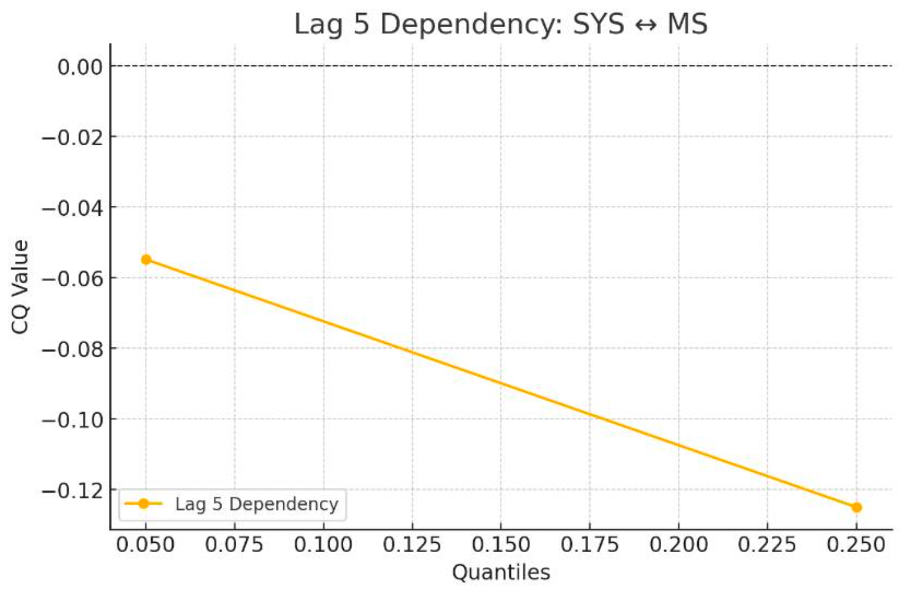 Lag 5 Dependency: SYS ↔ MS
0.00
−0.02
−0.04
−0.06
−0.08
−0.10
−0.12
CQ Value
Lag 5 Dependency
0.050 0.075 0.100 0.125 0.150 0.175 0.200 0.225 0.250
Quantiles